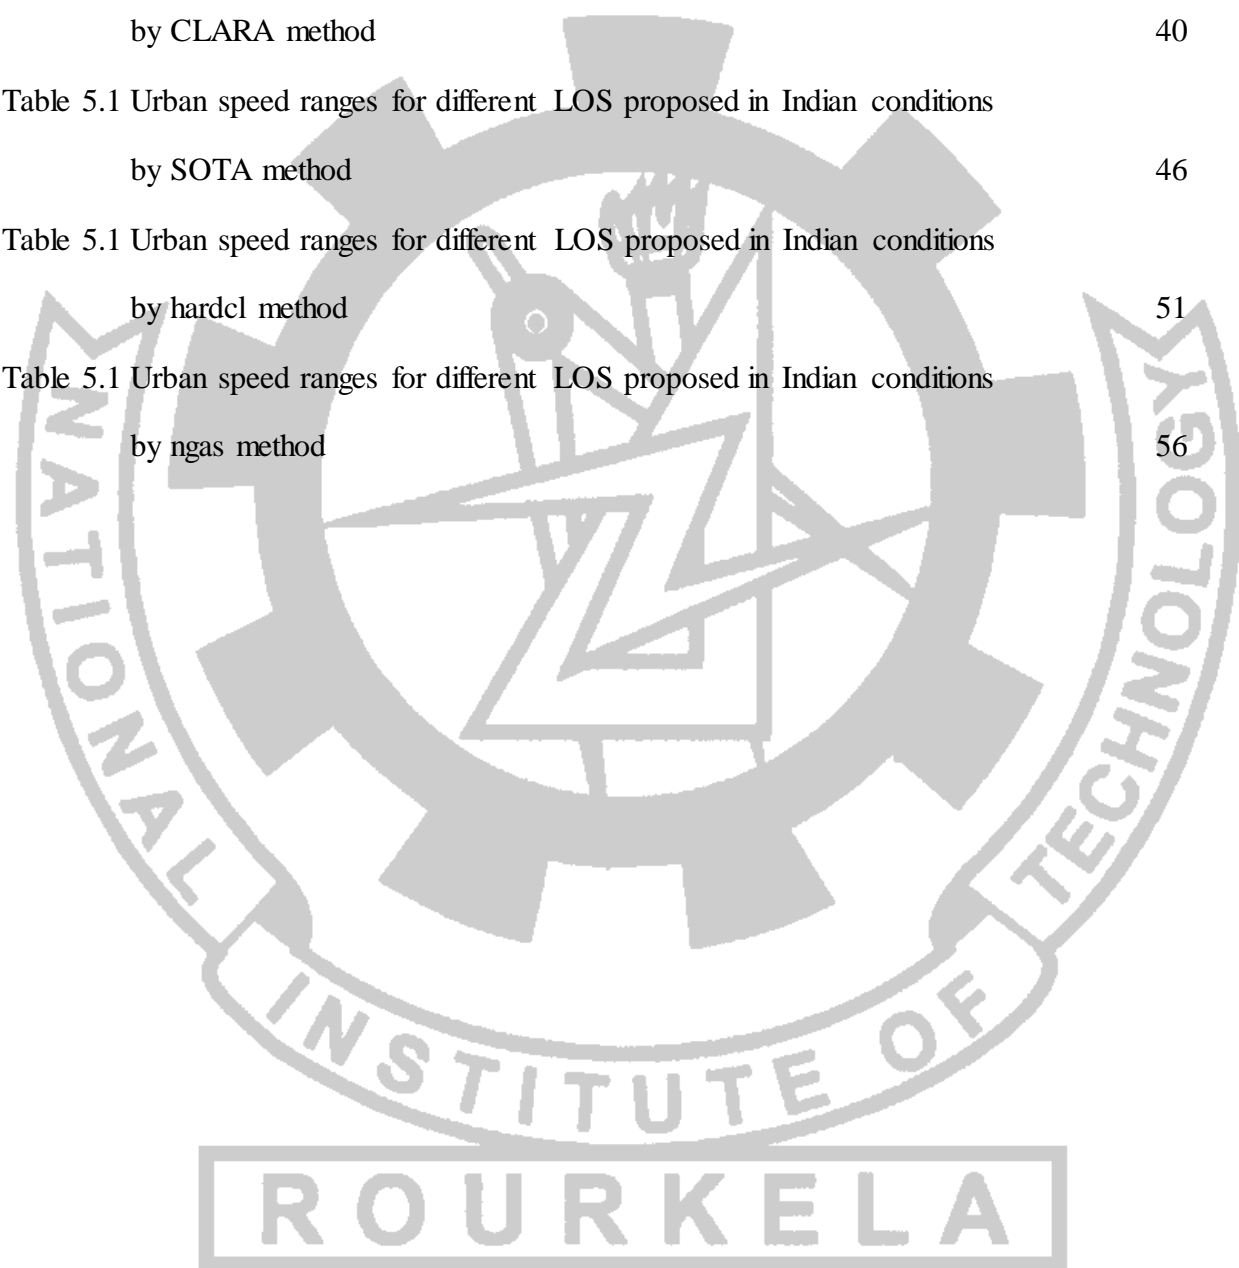 by CLARA method 40
Table 5.1 Urban speed ranges for different LOS proposed in Indian conditions
by SOTA method 46
Table 5.1 Urban speed ranges for different LOS proposed in Indian conditions
by hardcl method 51
Table 5.1 Urban speed ranges for different LOS proposed in Indian conditions
by ngas method 56
NATIONAL INSTITUTE OF TECHNOLOGY
ROURKELA